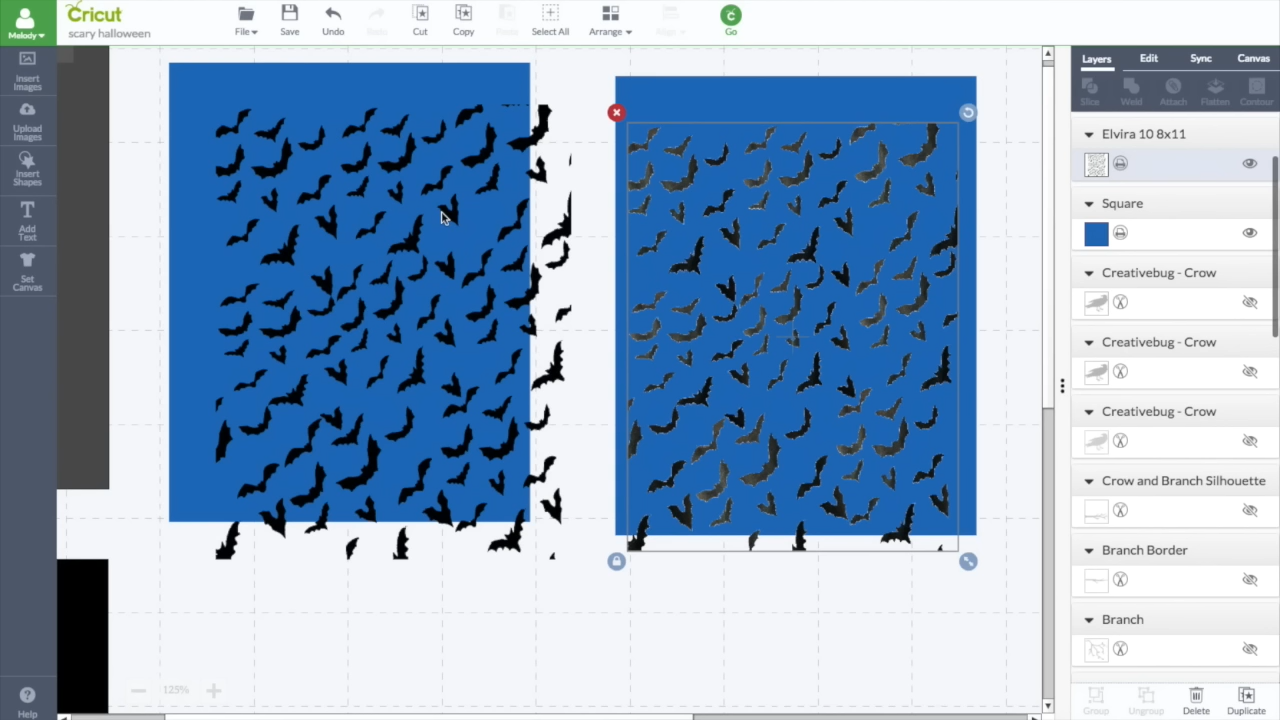 Cricut
scary halloween
Melody
File
Save
Undo
Redo
Cut
Copy
Paste
Select All
Arrange
Align
Go
Insert
Images
Upload
Images
Insert
Shapes
Add
Text
Set
Canvas
Help
125%
Layers
Edit
Sync
Canvas
Slice
Weld
Attach
Flatten
Contour
Elvira 10 8x11
Square
Creativebug - Crow
Creativebug - Crow
Creativebug - Crow
Crow and Branch Silhouette
Branch Border
Branch
Group
Ungroup
Delete
Duplicate